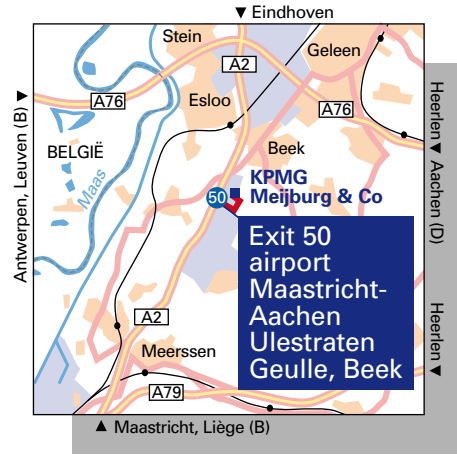 Eindhoven
Stein
Geleen
A2
A76
Esloo
A76
Beek
BELGIË
Maas
KPMG
Meijburg & Co
50
Exit 50
airport
Maastricht-
Aachen
Ulestraten
Geulle, Beek
A2
Meerssen
A79
Maastricht, Liège (B)
Antwerpen, Leuven (B)
Heerlen
Aachen (D)
Heerlen